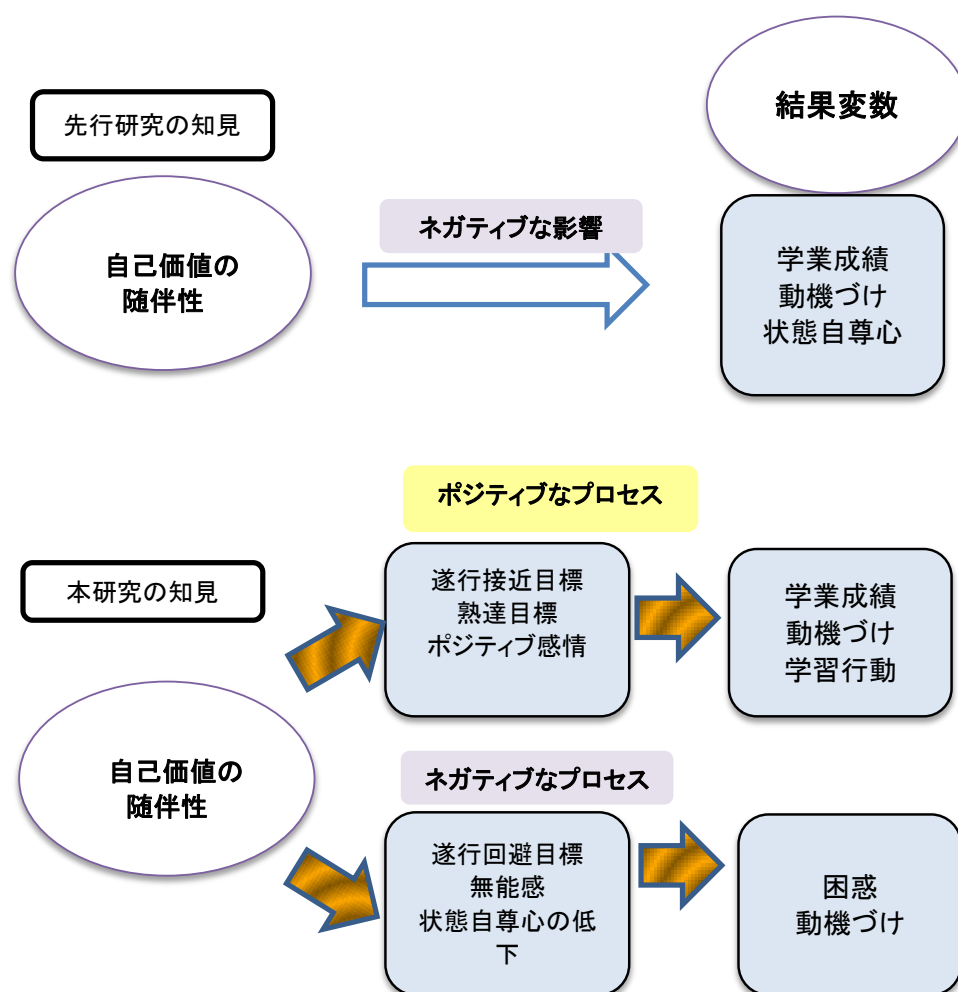 結果変数
先行研究の知見
ネガティブな影響
自己価値の
随伴性
学業成績
動機づけ
状態自尊心
ポジティブなプロセス
本研究の知見
遂行接近目標
熟達目標
ポジティブ感情
学業成績
動機づけ
学習行動
自己価値の
随伴性
ネガティブなプロセス
遂行回避目標
無能感
状態自尊心の低
下
困惑
動機づけ